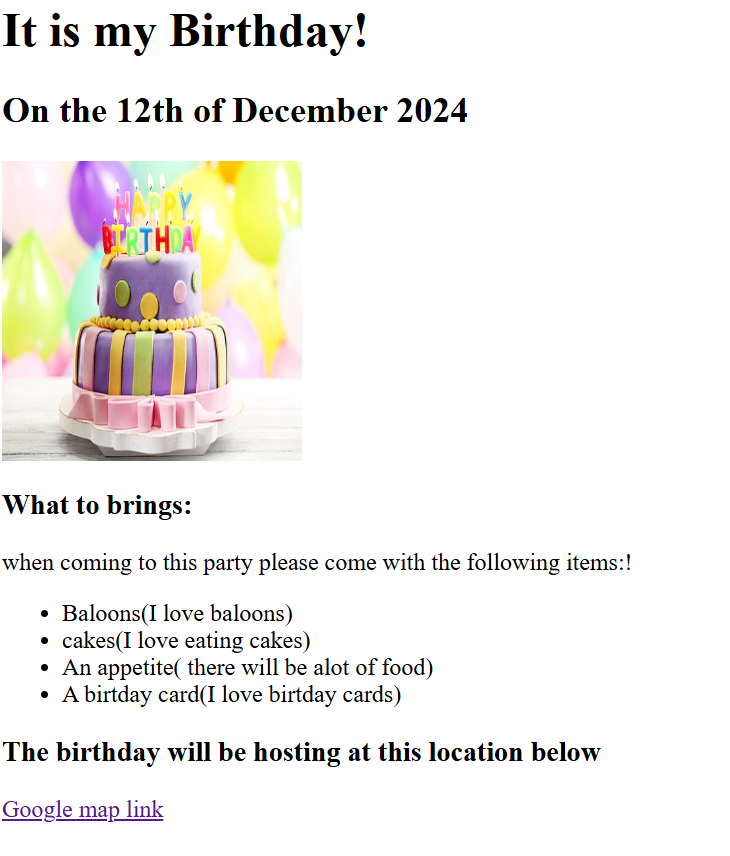 It is my Birthday!
On the 12th of December 2024
HAPPY
BIRTHDAY
What to brings:
when coming to this party please come with the following items:!
Baloons(I love baloons)
cakes(I love eating cakes)
An appetite( there will be alot of food)
A birtday card(I love birtday cards)
The birthday will be hosting at this location below
Google map link